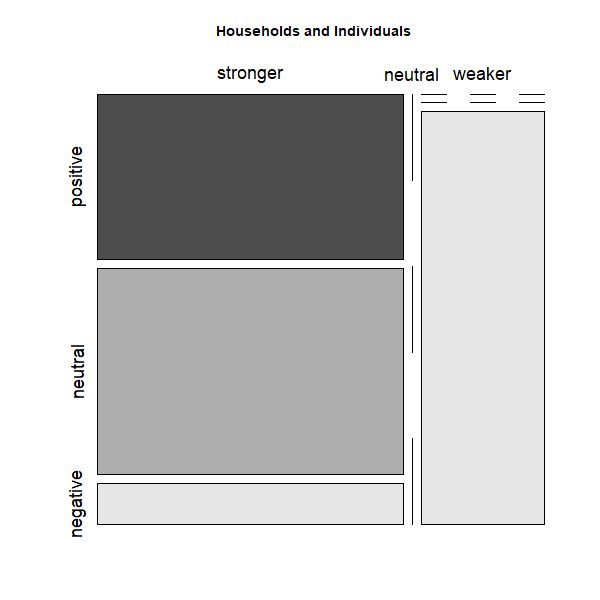 Households and Individuals
stronger
neutral
weaker
positive
neutral
negative